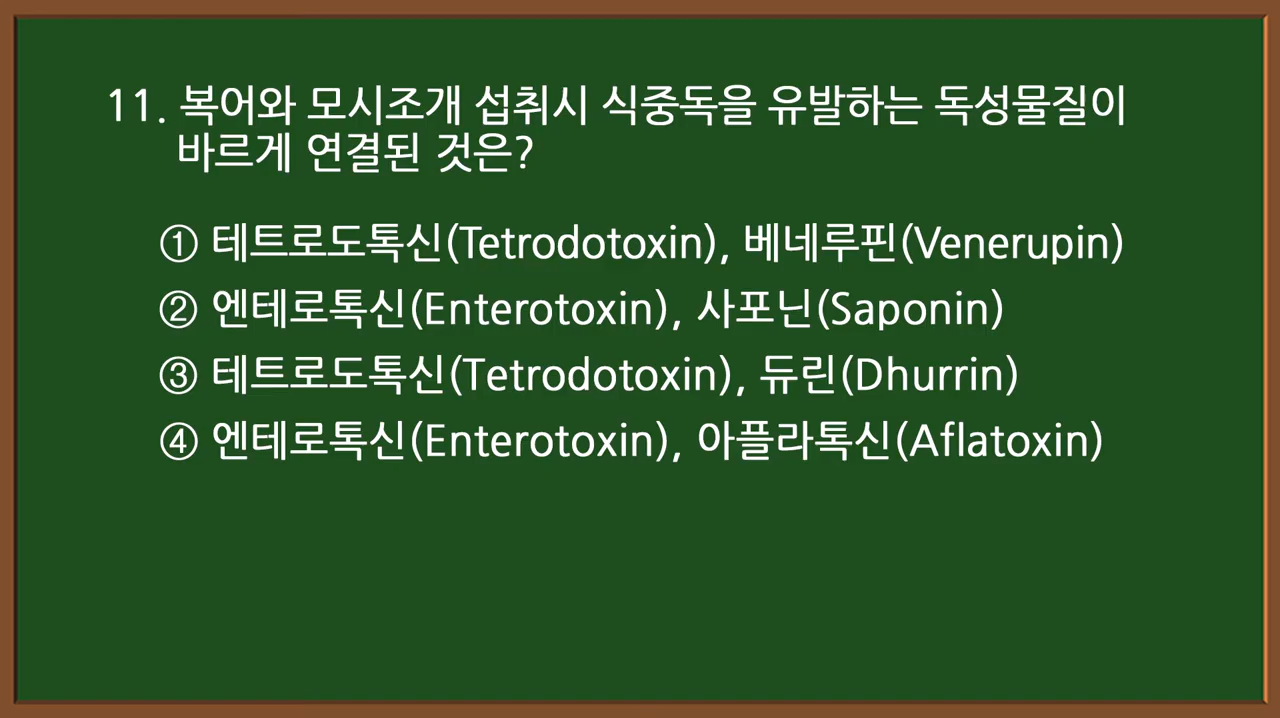 11. 복어와 모시조개 섭취시 식중독을 유발하는 독성물질이
바르게 연결된 것은?
① 테트로도톡신(Tetrodotoxin), 베네루핀(Venerupin)
② 엔테로톡신(Enterotoxin), 사포닌(Saponin)
③ 테트로도톡신(Tetrodotoxin), 듀린(Dhurrin)
④ 엔테로톡신(Enterotoxin), 아플라톡신(Aflatoxin)